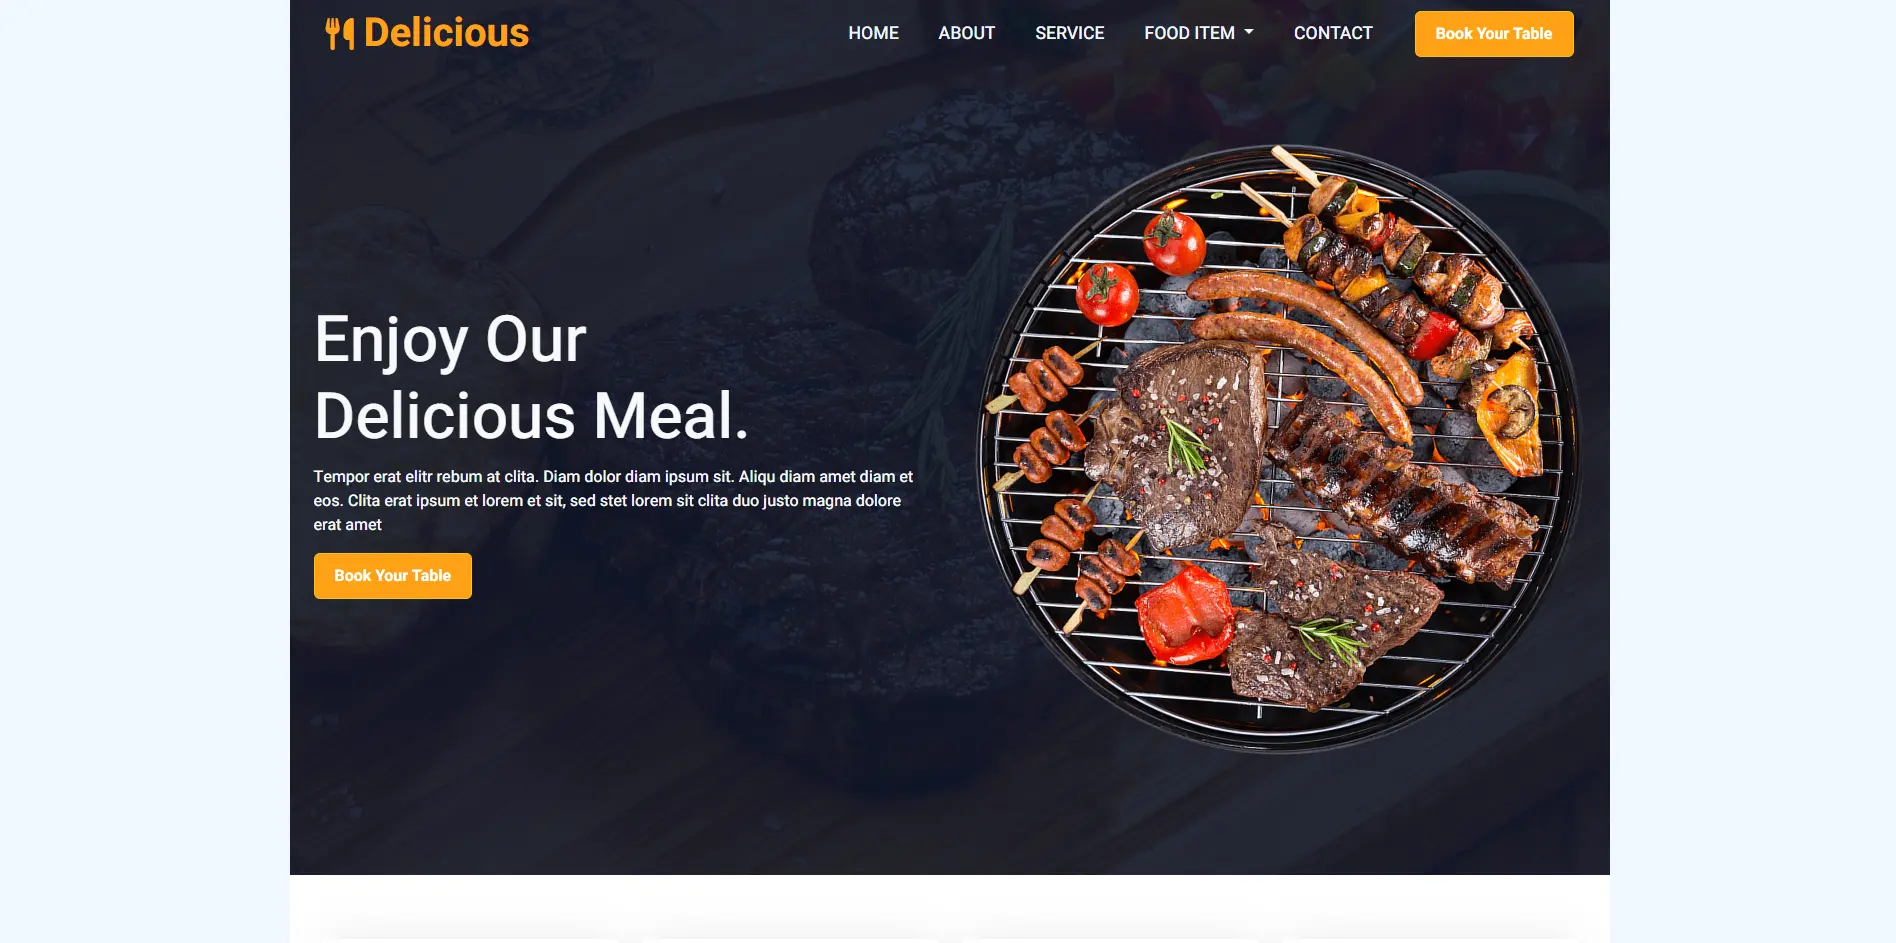 Delicious
HOME ABOUT SERVICE FOOD ITEM CONTACT Book Your Table
Enjoy Our
Delicious Meal.
Tempor erat elitr rebum at clita. Diam dolor diam ipsum sit. Aliqu diam amet diam et
eos. Clita erat ipsum et lorem et sit, sed stet lorem sit clita duo justo magna dolore
erat amet
Book Your Table